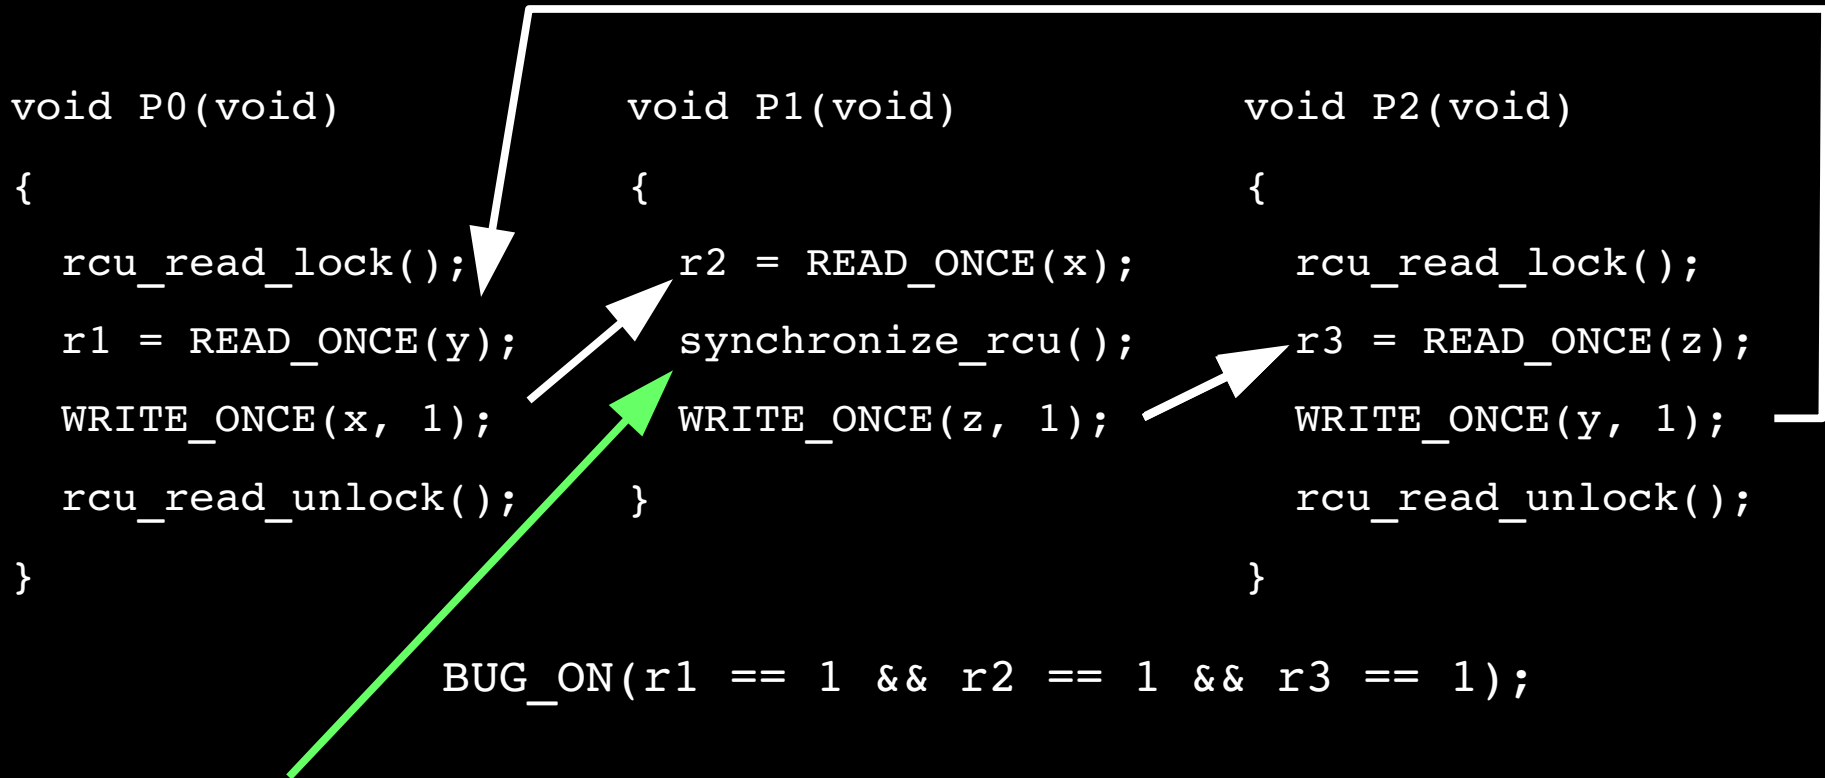 void P0(void)
{
  rcu_read_lock();
  r1 = READ_ONCE(y);
  WRITE_ONCE(x, 1);
  rcu_read_unlock();
}
void P1(void)
{
  r2 = READ_ONCE(x);
  synchronize_rcu();
  WRITE_ONCE(z, 1);
}
void P2(void)
{
  rcu_read_lock();
  r3 = READ_ONCE(z);
  WRITE_ONCE(y, 1);
  rcu_read_unlock();
}
BUG_ON(r1 == 1 && r2 == 1 && r3 == 1);